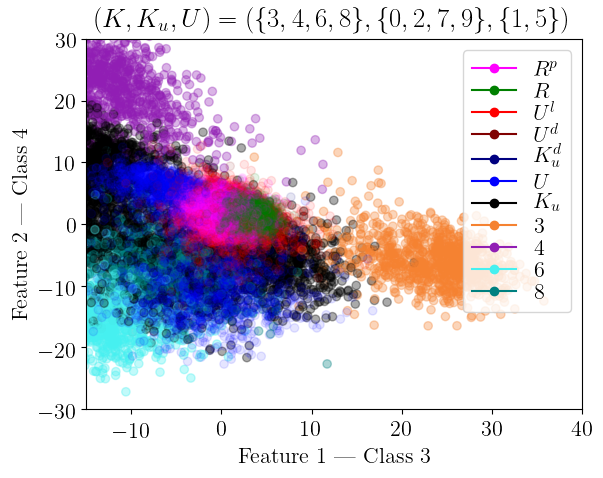 (K, K_u, U) = ({3, 4, 6, 8}, {0, 2, 7, 9}, {1, 5})
R^p
R
U^l
U^d
K_u^d
U
K_u
3
4
6
8
30
20
10
0
−10
−20
−30
Feature 2 — Class 4
−10 0 10 20 30 40
Feature 1 — Class 3